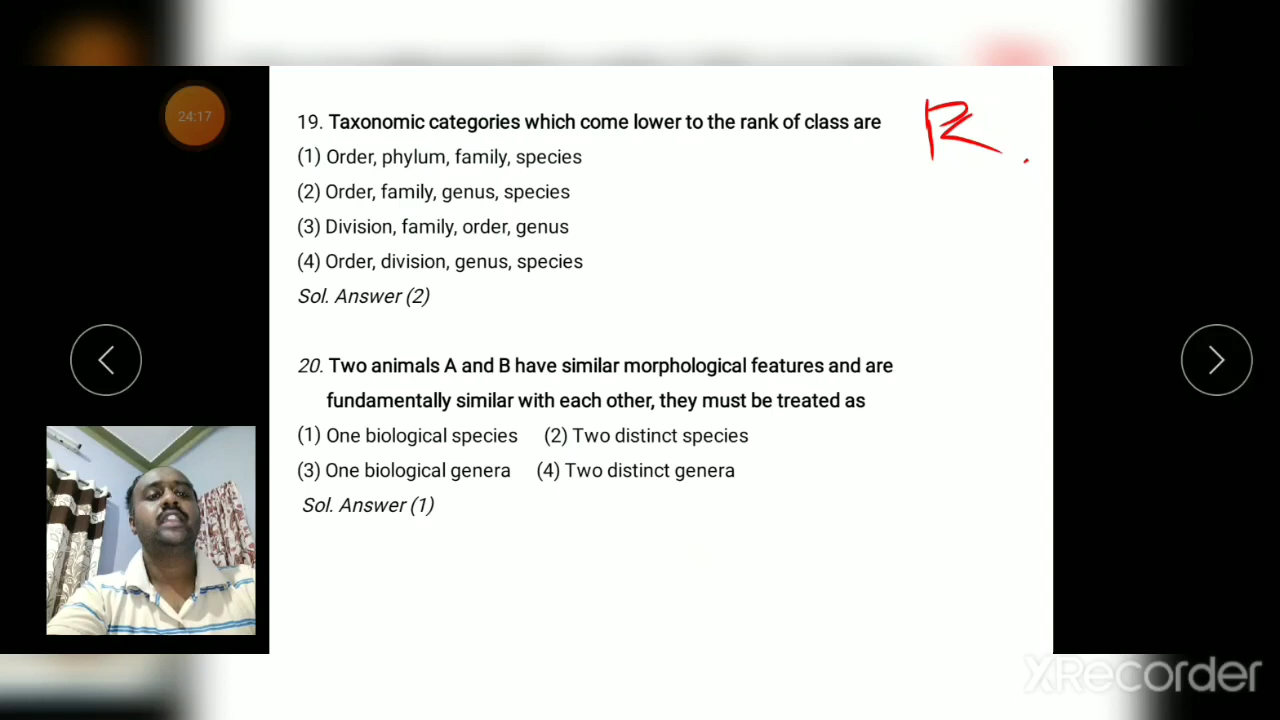 24:17
19. Taxonomic categories which come lower to the rank of class are
(1) Order, phylum, family, species
(2) Order, family, genus, species
(3) Division, family, order, genus
(4) Order, division, genus, species
Sol. Answer (2)
20. Two animals A and B have similar morphological features and are
fundamentally similar with each other, they must be treated as
(1) One biological species (2) Two distinct species
(3) One biological genera (4) Two distinct genera
Sol. Answer (1)
XRecorder